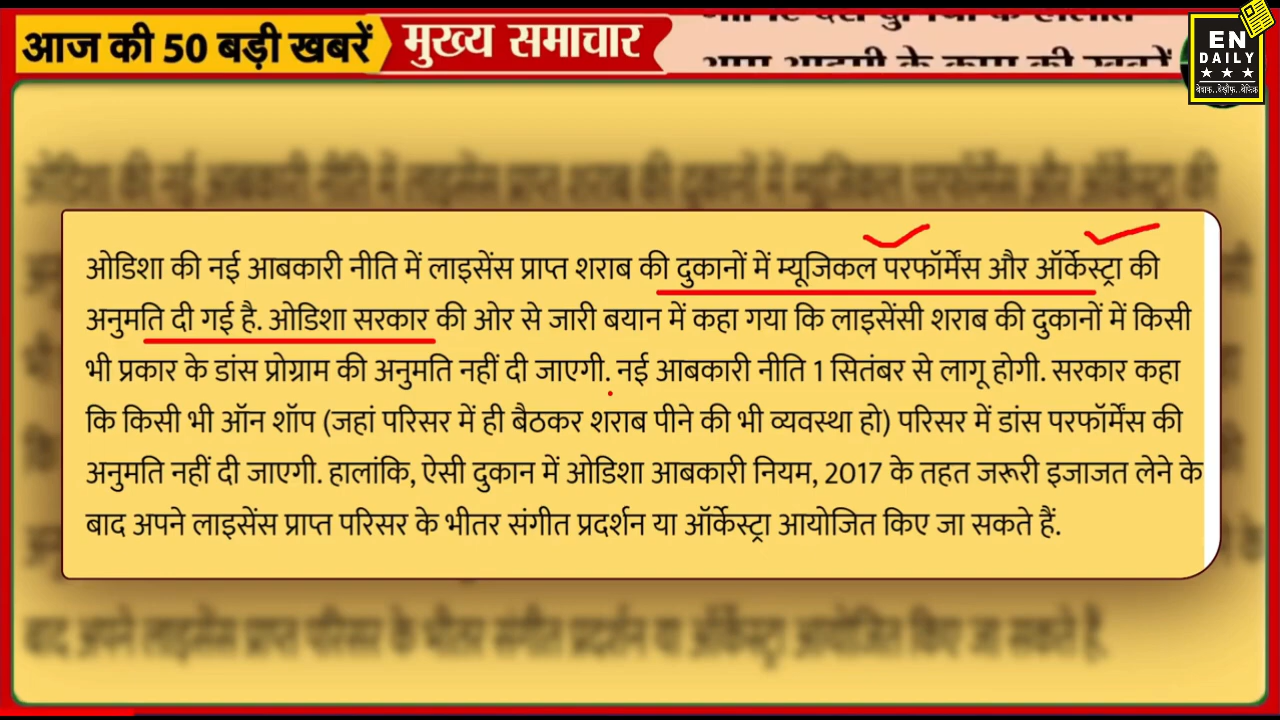 आज की 50 बड़ी खबरें
मुख्य समाचार
EN
DAILY
ओडिशा की नई आबकारी नीति में लाइसेंस प्राप्त शराब की दुकानों में म्यूजिकल परफॉर्मेंस और ऑर्केस्ट्रा की
अनुमति दी गई है. ओडिशा सरकार की ओर से जारी बयान में कहा गया कि लाइसेंसी शराब की दुकानों में किसी
भी प्रकार के डांस प्रोग्राम की अनुमति नहीं दी जाएगी. नई आबकारी नीति 1 सितंबर से लागू होगी. सरकार कहा
कि किसी भी ऑन शॉप (जहां परिसर में ही बैठकर शराब पीने की भी व्यवस्था हो) परिसर में डांस परफॉर्मेंस की
अनुमति नहीं दी जाएगी. हालांकि, ऐसी दुकान में ओडिशा आबकारी नियम, 2017 के तहत जरूरी इजाजत लेने के
बाद अपने लाइसेंस प्राप्त परिसर के भीतर संगीत प्रदर्शन या ऑर्केस्ट्रा आयोजित किए जा सकते हैं.